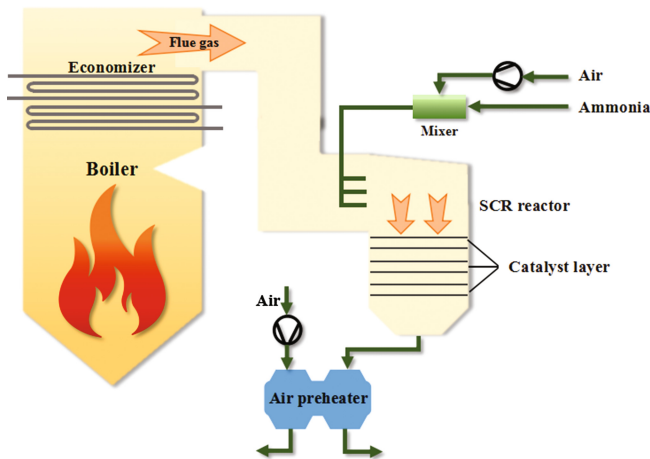 Flue gas
Economizer
Air
Ammonia
Mixer
Boiler
SCR reactor
Catalyst layer
Air
Air preheater